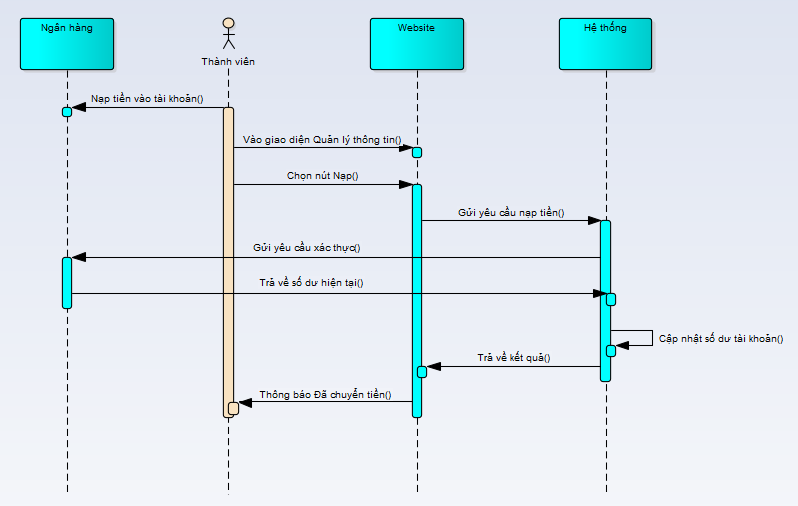 Ngân hàng
Thành viên
Website
Hệ thống
Nạp tiền vào tài khoản()
Vào giao diện Quản lý thông tin()
Chọn nút Nạp()
Gửi yêu cầu nạp tiền()
Gửi yêu cầu xác thực()
Trả về số dư hiện tại()
Cập nhật số dư tài khoản()
Trả về kết quả()
Thông báo Đã chuyển tiền()